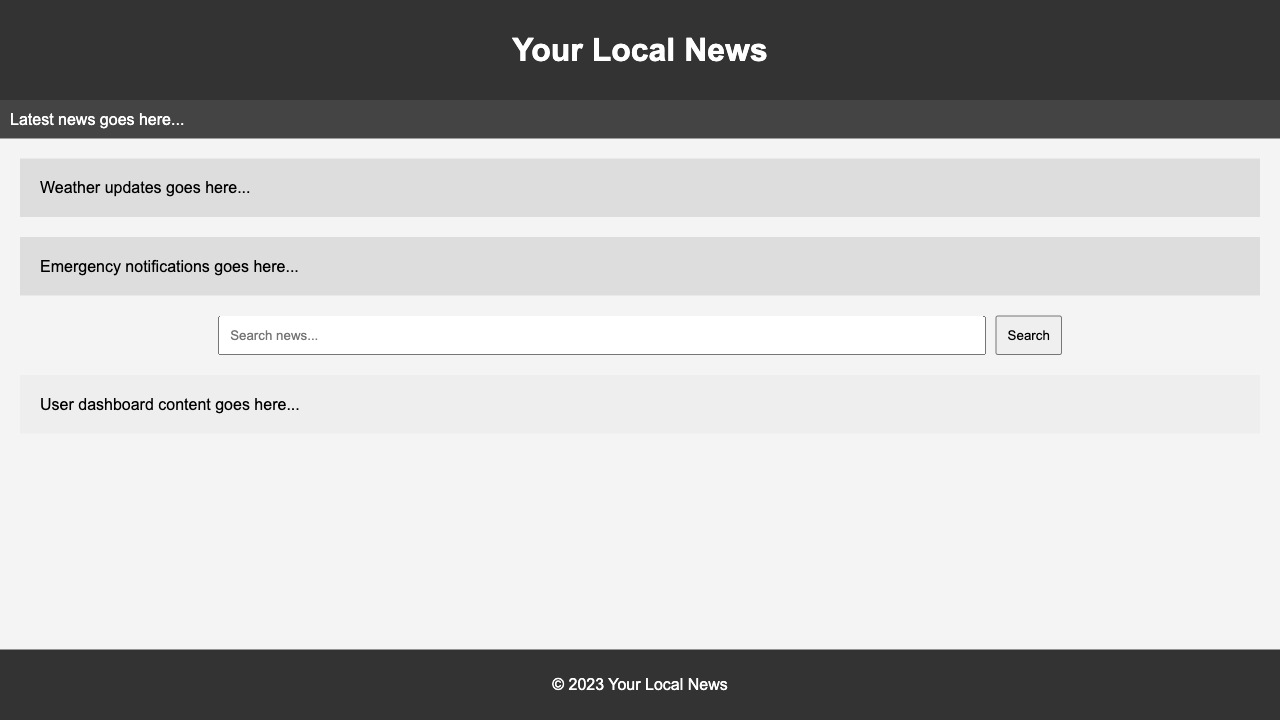 Your Local News
Latest news goes here...
Weather updates goes here...
Emergency notifications goes here...
Search news... Search
User dashboard content goes here...
© 2023 Your Local News